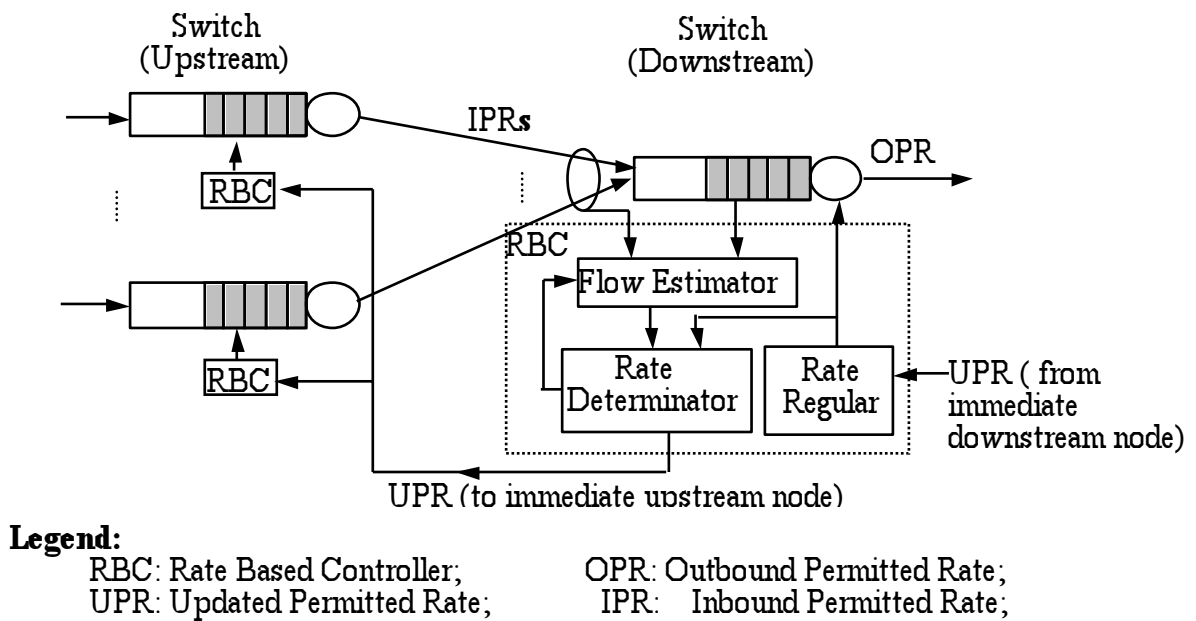 Switch
(Upstream)
Switch
(Downstream)
IPRs
OPR
RBC
RBC
Flow Estimator
RBC
Rate
Determinator
Rate
Regular
UPR ( from
immediate
downstream node)
UPR (to immediate upstream node)
Legend:
RBC: Rate Based Controller; OPR: Outbound Permitted Rate;
UPR: Updated Permitted Rate; IPR: Inbound Permitted Rate;